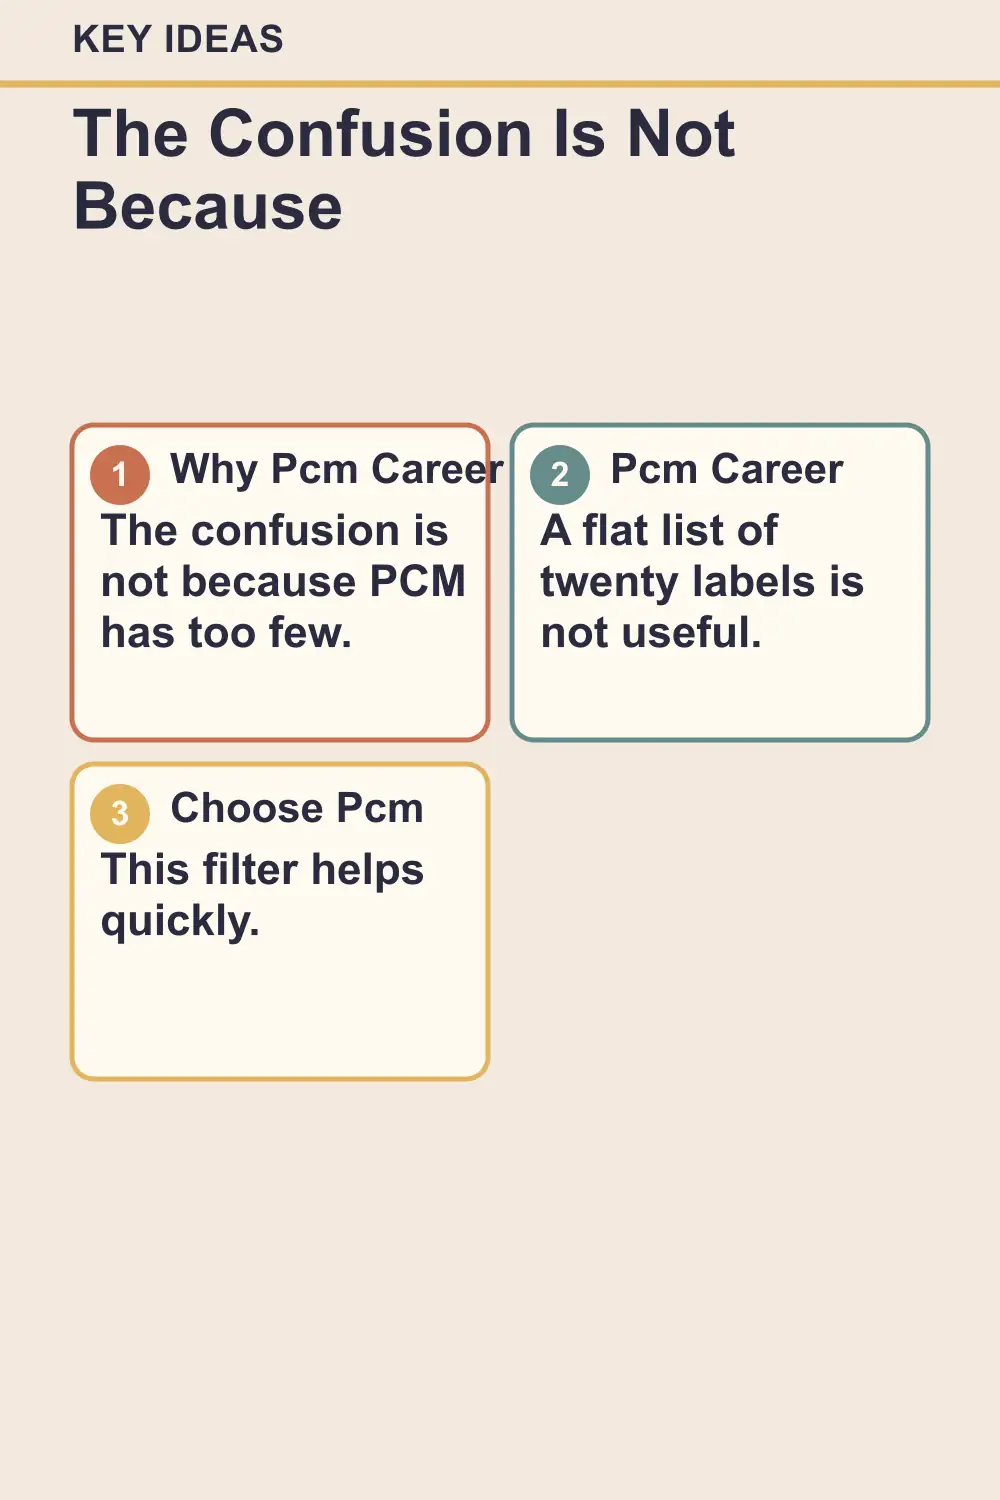 KEY IDEAS
The Confusion Is Not
Because
1 Why Pcm Career
The confusion is
not because PCM
has too few.
2 Pcm Career
A flat list of
twenty labels is
not useful.
3 Choose Pcm
This filter helps
quickly.